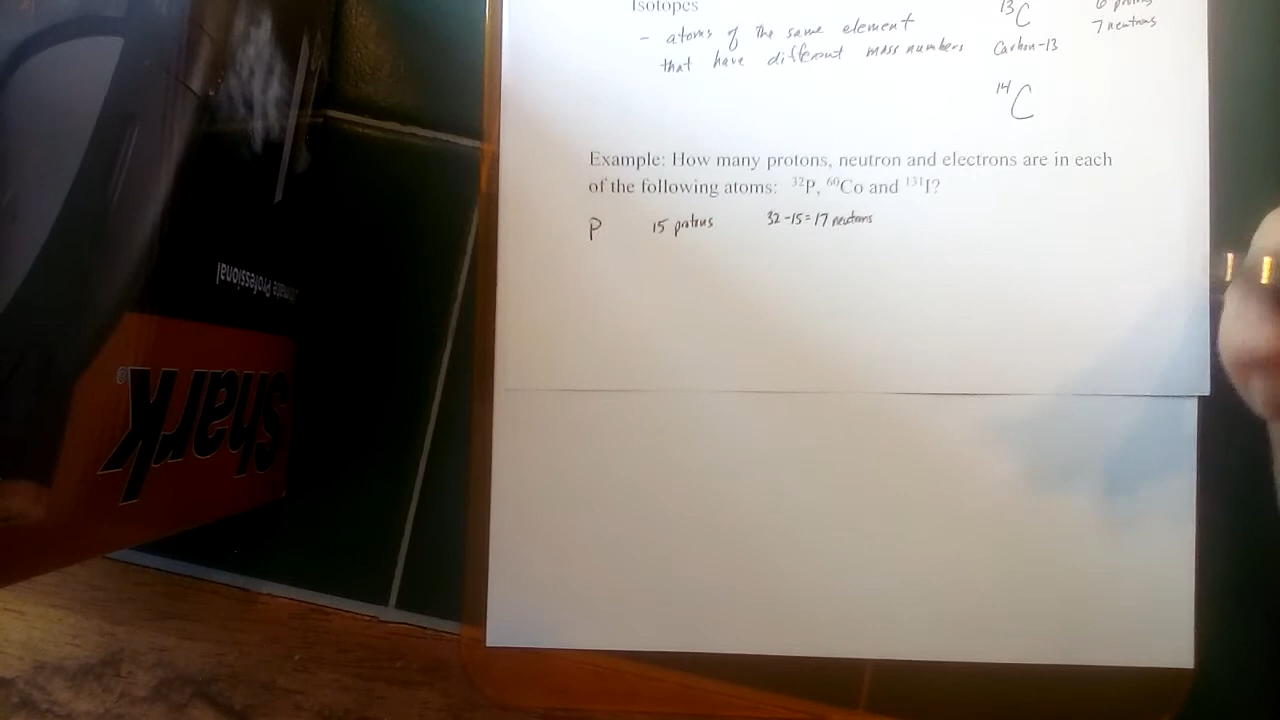 Isotopes
- atoms of the same element
that have different mass numbers
¹³C
6 protons
7 neutrons
Carbon-13
¹⁴C
Example: How many protons, neutron and electrons are in each
of the following atoms: ³²P, ⁶⁰Co and ¹³¹I?
P 15 protons 32-15=17 neutrons
Professional
Shark®